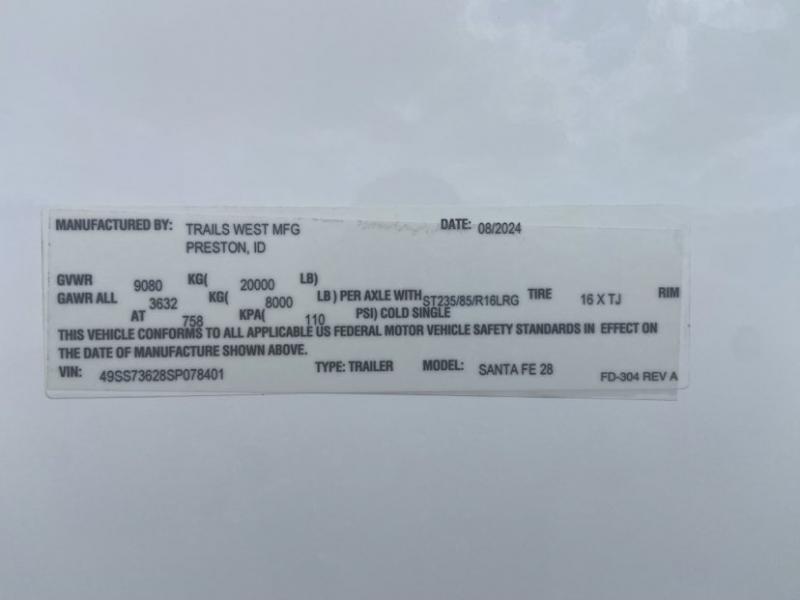 MANUFACTURED BY: TRAILS WEST MFG DATE: 08/2024
PRESTON, ID
GVWR 9080 KG( 20000 LB)
GAWR ALL 3632 KG( 8000 LB ) PER AXLE WITH ST235/85/R16LRG TIRE 16 X TJ RIM
AT 758 KPA( 110 PSI) COLD SINGLE
THIS VEHICLE CONFORMS TO ALL APPLICABLE US FEDERAL MOTOR VEHICLE SAFETY STANDARDS IN EFFECT ON
THE DATE OF MANUFACTURE SHOWN ABOVE.
VIN: 49SS73628SP078401 TYPE: TRAILER MODEL: SANTA FE 28 FD-304 REV A